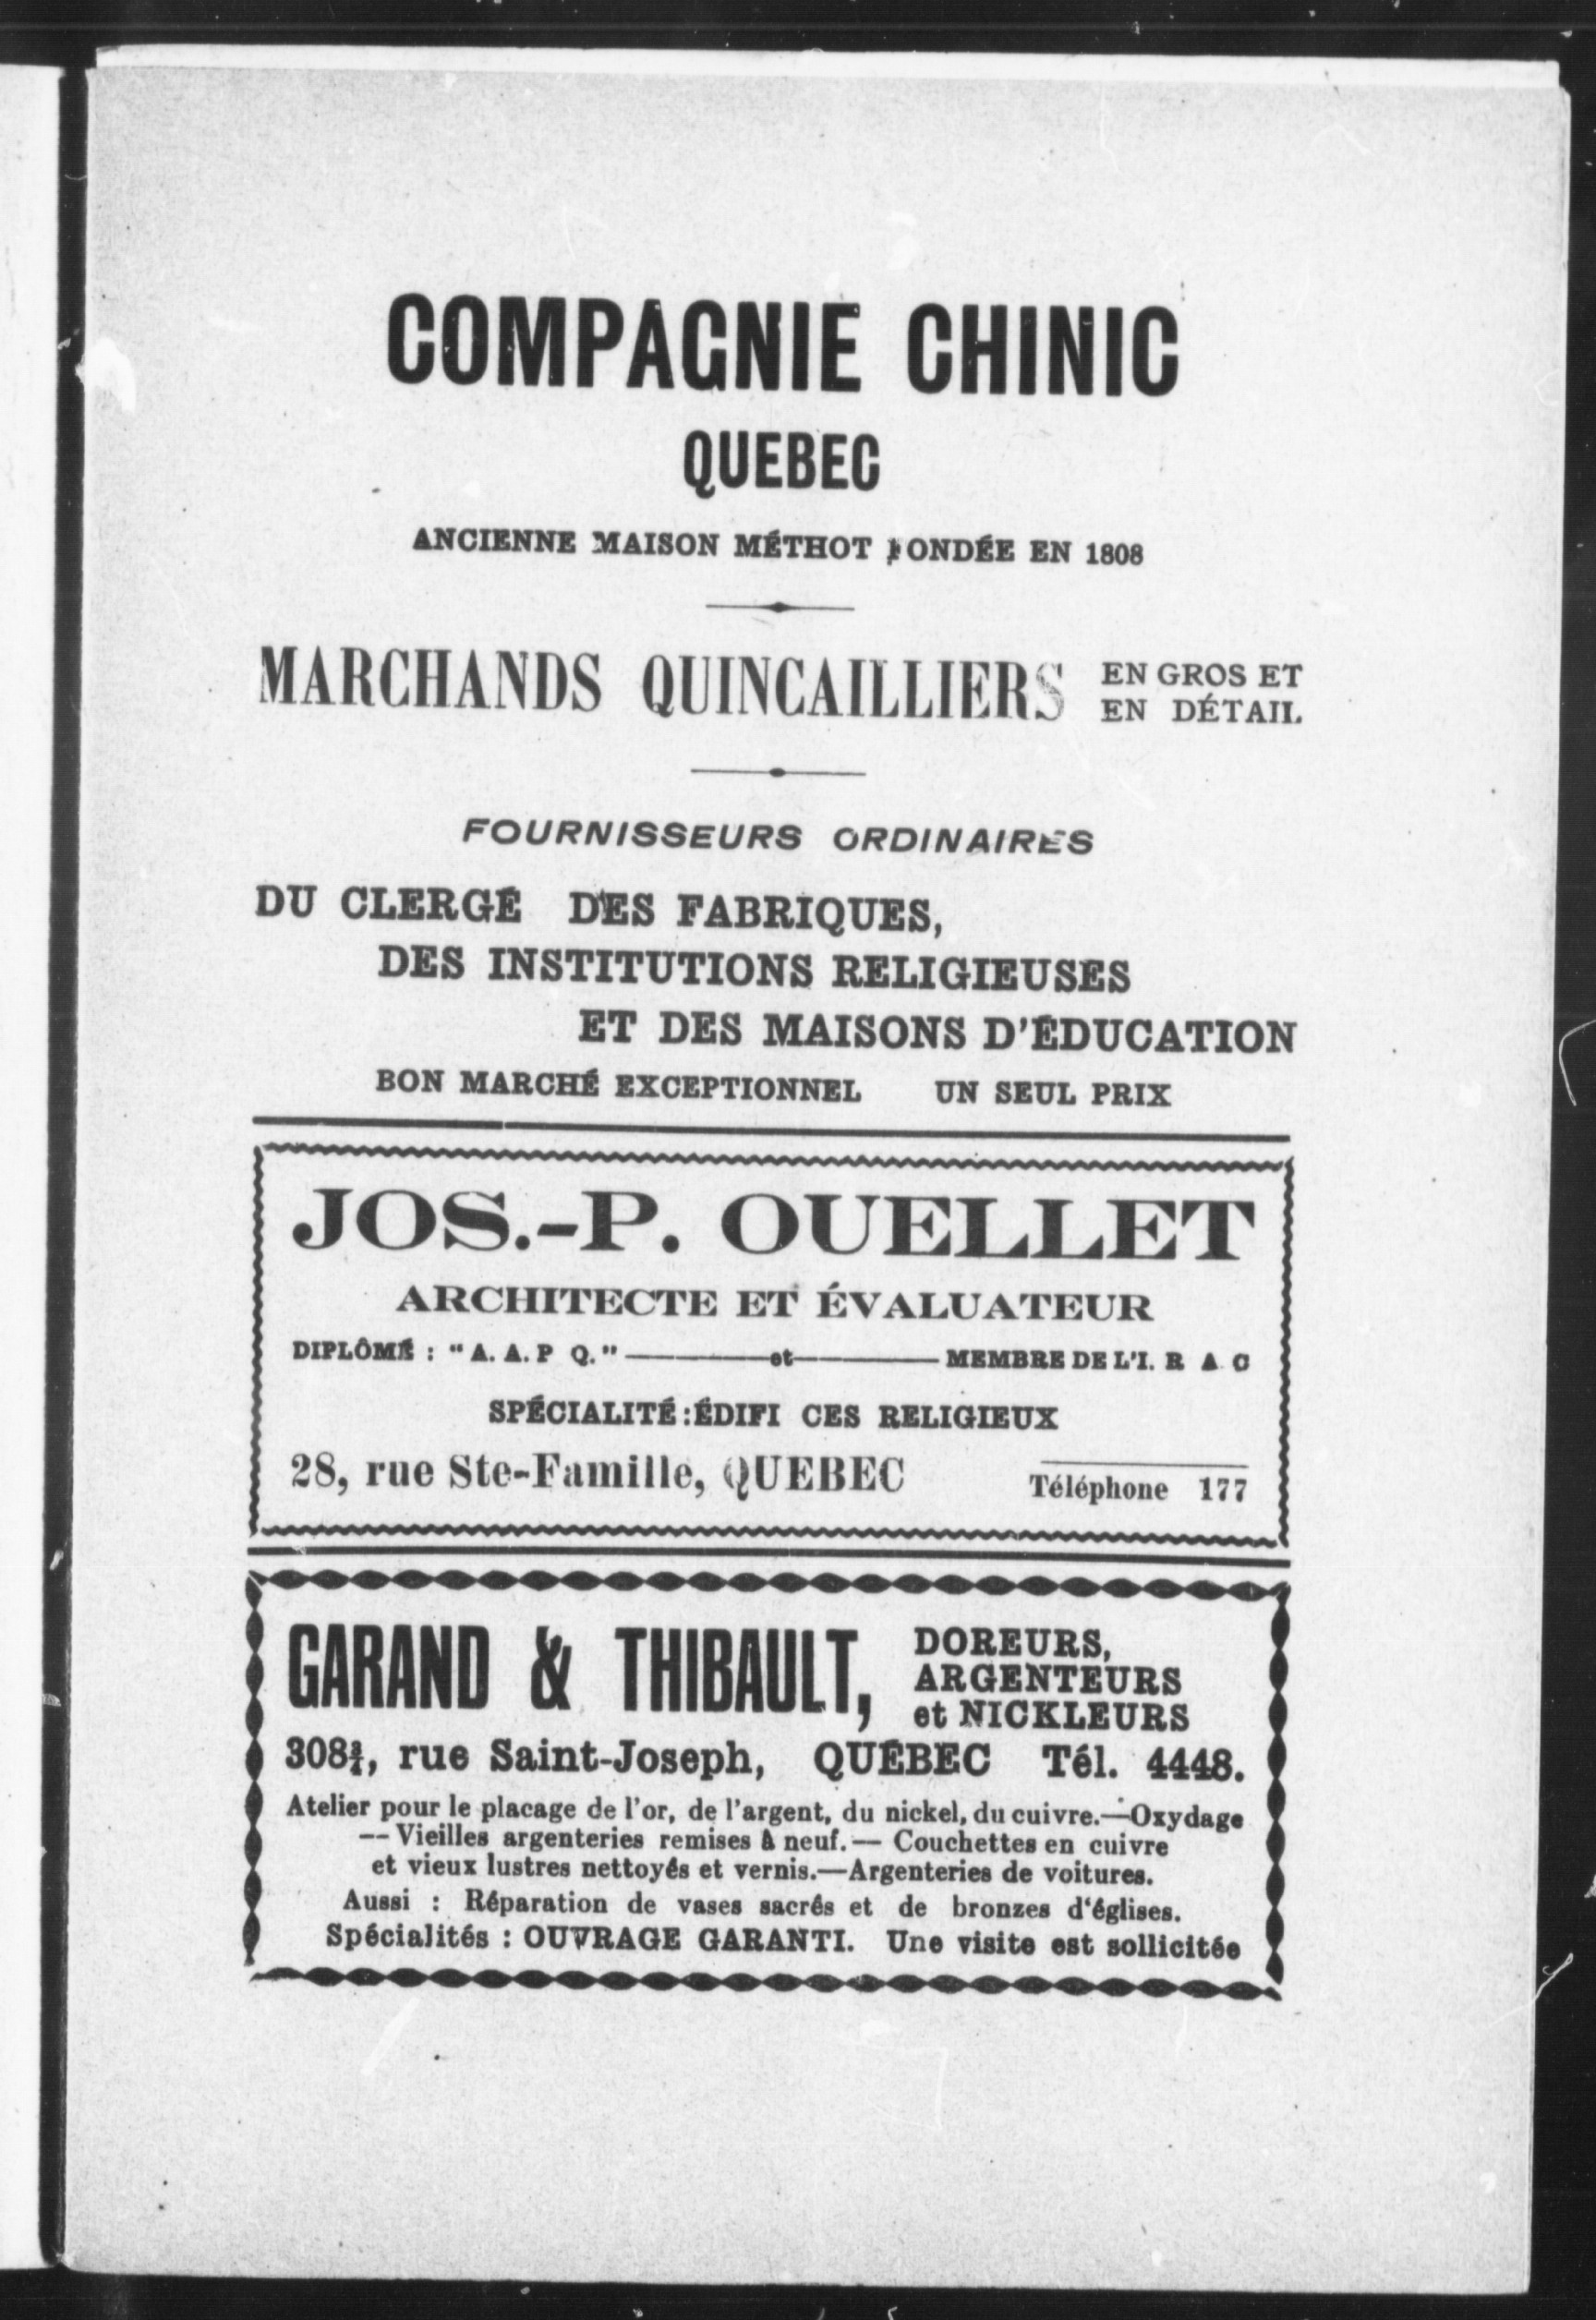 COMPAGNIE CHINIC
QUEBEC
ANCIENNE MAISON MÉTHOT FONDÉE EN 1808
MARCHANDS QUINCAILLIERS EN GROS ET
EN DÉTAIL
FOURNISSEURS ORDINAIRES
DU CLERGÉ DES FABRIQUES,
DES INSTITUTIONS RELIGIEUSES
ET DES MAISONS D'ÉDUCATION
BON MARCHÉ EXCEPTIONNEL UN SEUL PRIX
JOS.-P. OUELLET
ARCHITECTE ET ÉVALUATEUR
DIPLÔMÉ : "A. A. P Q." ——— et ——— MEMBRE DE L'I. R A C
SPÉCIALITÉ : ÉDIFI CES RELIGIEUX
28, rue Ste-Famille, QUEBEC Téléphone 177
GARAND & THIBAULT, DOREURS,
ARGENTEURS
et NICKLEURS
308¾, rue Saint-Joseph, QUÉBEC Tél. 4448.
Atelier pour le placage de l'or, de l'argent, du nickel, du cuivre.—Oxydage
-- Vieilles argenteries remises à neuf.— Couchettes en cuivre
et vieux lustres nettoyés et vernis.—Argenteries de voitures.
Aussi : Réparation de vases sacrés et de bronzes d'églises.
Spécialités : OUVRAGE GARANTI. Une visite est sollicitée